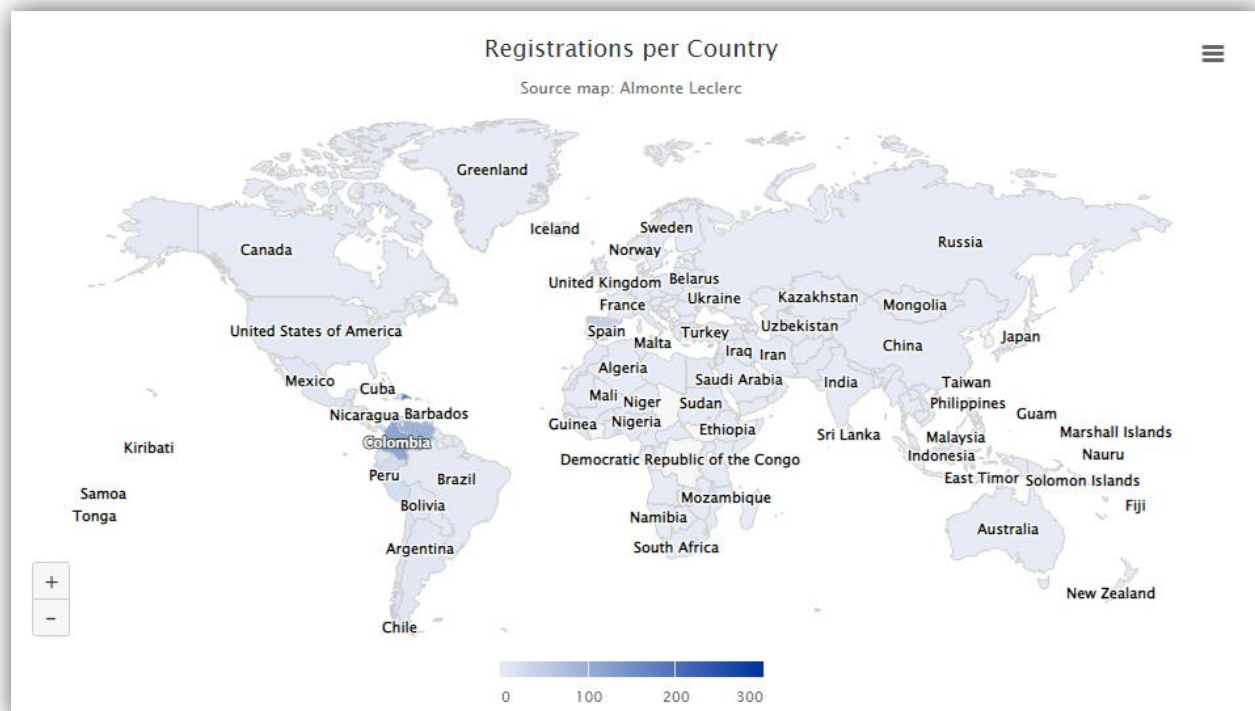 Registrations per Country
Source map: Almonte Leclerc
Greenland
Iceland
Sweden
Norway
Russia
Canada
United Kingdom
Belarus
France
Ukraine
Kazakhstan
Mongolia
United States of America
Spain
Malta
Turkey
Uzbekistan
Iraq
Iran
China
Japan
Mexico
Cuba
Algeria
Saudi Arabia
India
Taiwan
Nicaragua
Barbados
Mali
Niger
Sudan
Philippines
Guam
Guinea
Nigeria
Ethiopia
Sri Lanka
Malaysia
Marshall Islands
Kiribati
Colombia
Democratic Republic of the Congo
Indonesia
Nauru
Peru
Brazil
East Timor
Solomon Islands
Samoa
Bolivia
Mozambique
Fiji
Tonga
Namibia
Australia
Argentina
South Africa
New Zealand
Chile
+
−
0 100 200 300